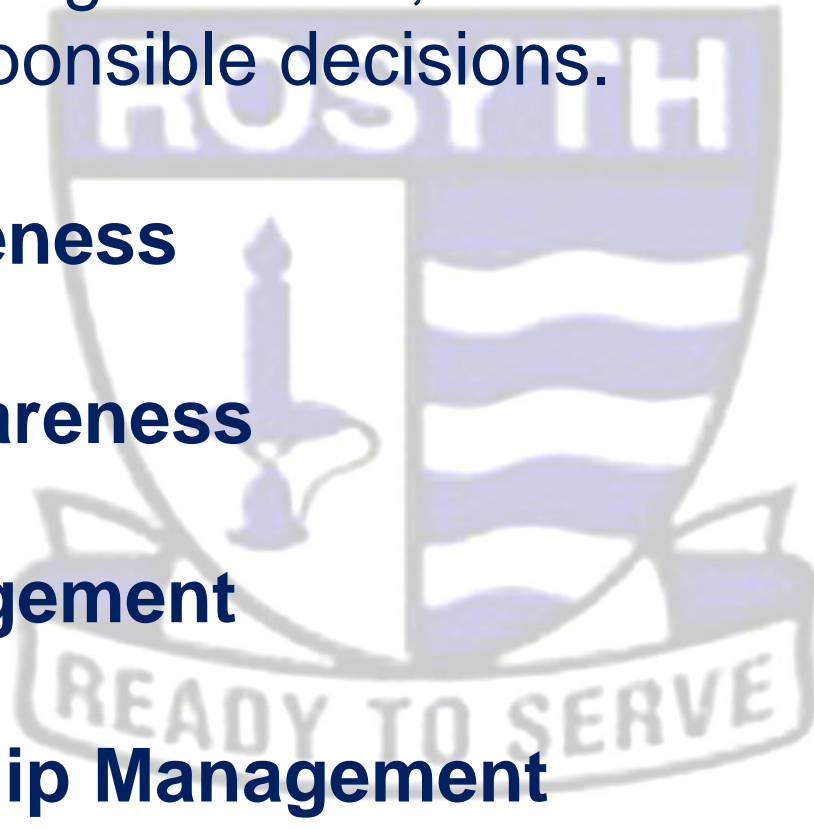 ponsible decisions.
ROSYTH
eness
areness
gement
ip Management
READY TO SERVE